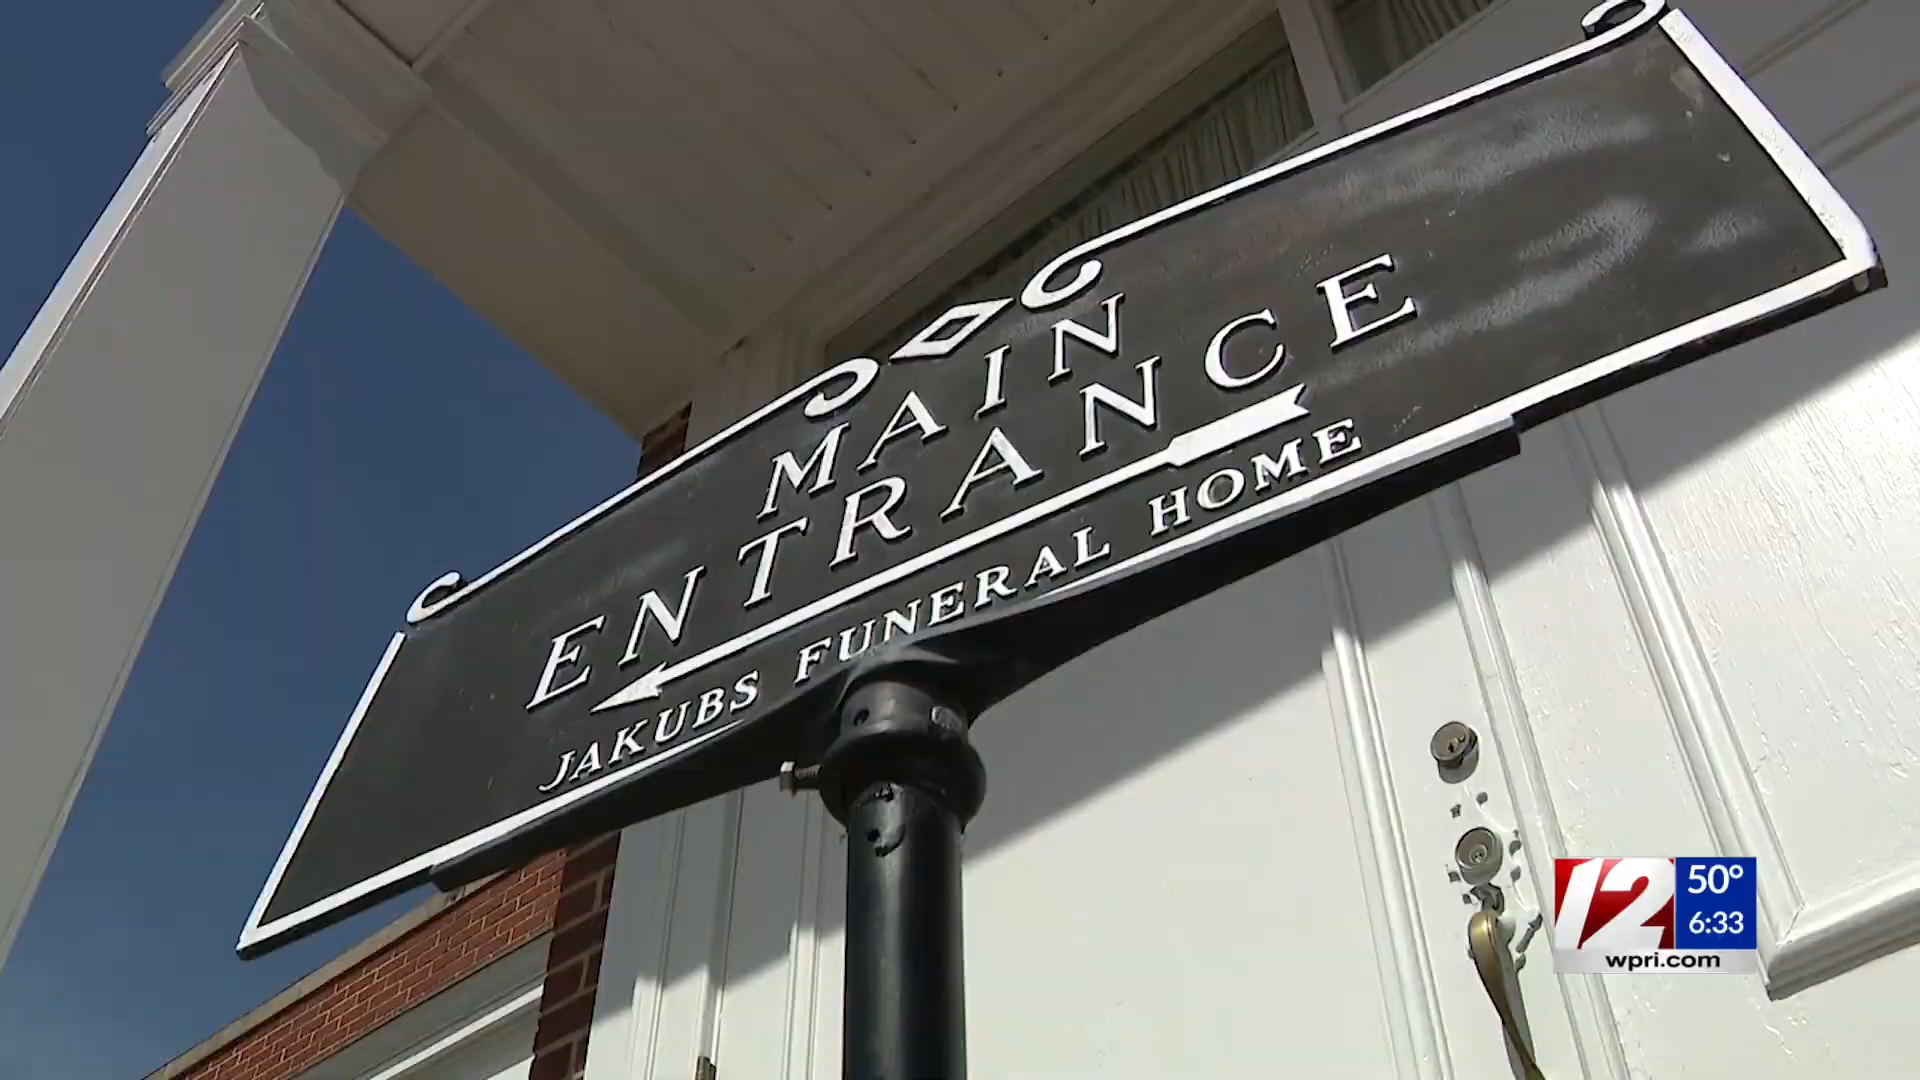 MAIN
ENTRANCE
JAKUBS FUNERAL HOME
12
50°
6:33
wpri.com